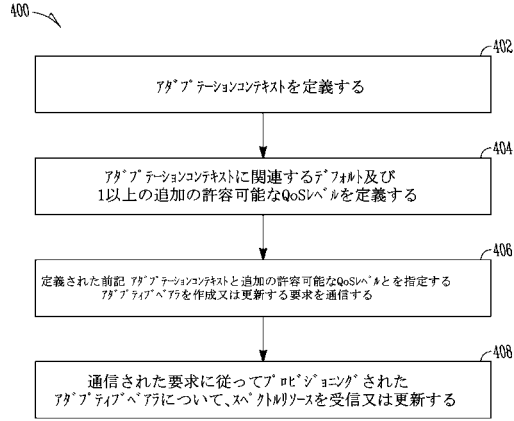 400
402
ｱﾀﾞﾌﾟﾃｰｼｮﾝｺﾝﾃｷｽﾄを定義する
404
ｱﾀﾞﾌﾟﾃｰｼｮﾝｺﾝﾃｷｽﾄに関連するﾃﾞﾌｫﾙﾄ及び
1以上の追加の許容可能なQoSﾚﾍﾞﾙを定義する
406
定義された前記 ｱﾀﾞﾌﾟﾃｰｼｮﾝｺﾝﾃｷｽﾄと追加の許容可能なQoSﾚﾍﾞﾙとを指定する
ｱﾀﾞﾌﾟﾃｨﾌﾞﾍﾞｱﾗを作成又は更新する要求を通信する
408
通信された要求に従ってﾌﾟﾛﾋﾞｼﾞｮﾆﾝｸﾞされた
ｱﾀﾞﾌﾟﾃｨﾌﾞﾍﾞｱﾗについて、ｽﾍﾟｸﾄﾙﾘｿｰｽを受信又は更新する